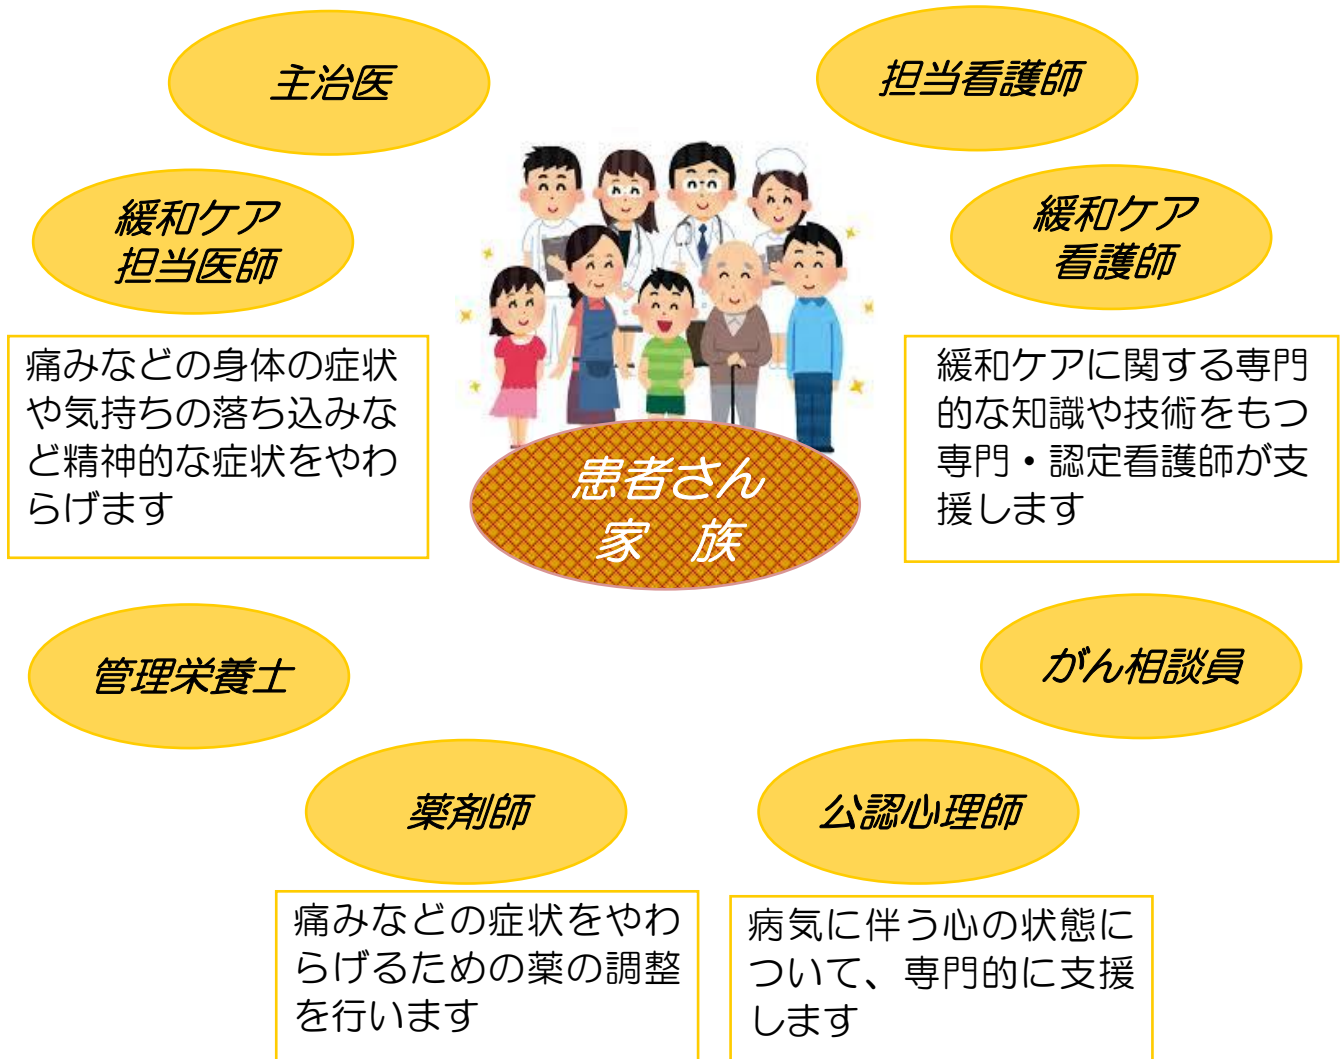 主治医
担当看護師
緩和ケア
担当医師
緩和ケア
看護師
痛みなどの身体の症状
や気持ちの落ち込みな
ど精神的な症状をやわ
らげます
緩和ケアに関する専門
的な知識や技術をもつ
専門・認定看護師が支
援します
患者さん
家　族
管理栄養士
がん相談員
薬剤師
公認心理師
痛みなどの症状をやわ
らげるための薬の調整
を行います
病気に伴う心の状態に
ついて、専門的に支援
します